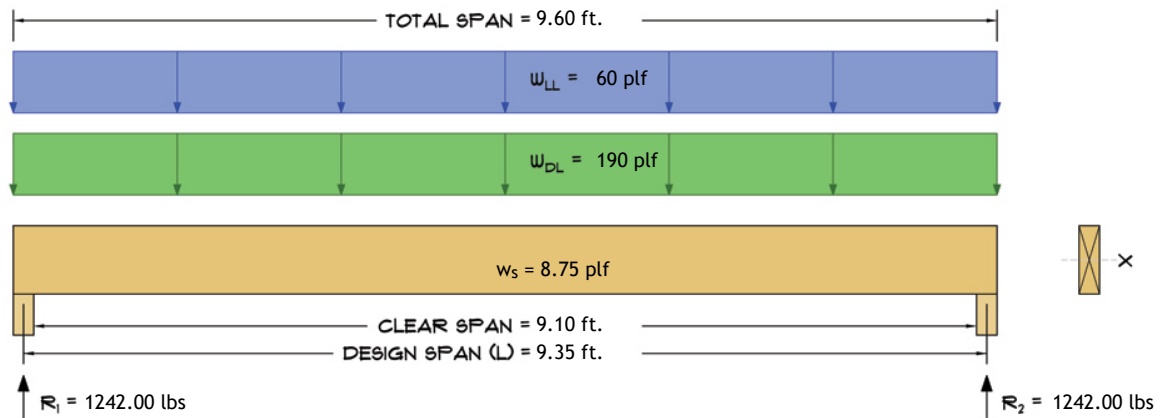 TOTAL SPAN = 9.60 ft.
wLL = 60 plf
wDL = 190 plf
ws = 8.75 plf
X
CLEAR SPAN = 9.10 ft.
DESIGN SPAN (L) = 9.35 ft.
R1 = 1242.00 lbs
R2 = 1242.00 lbs